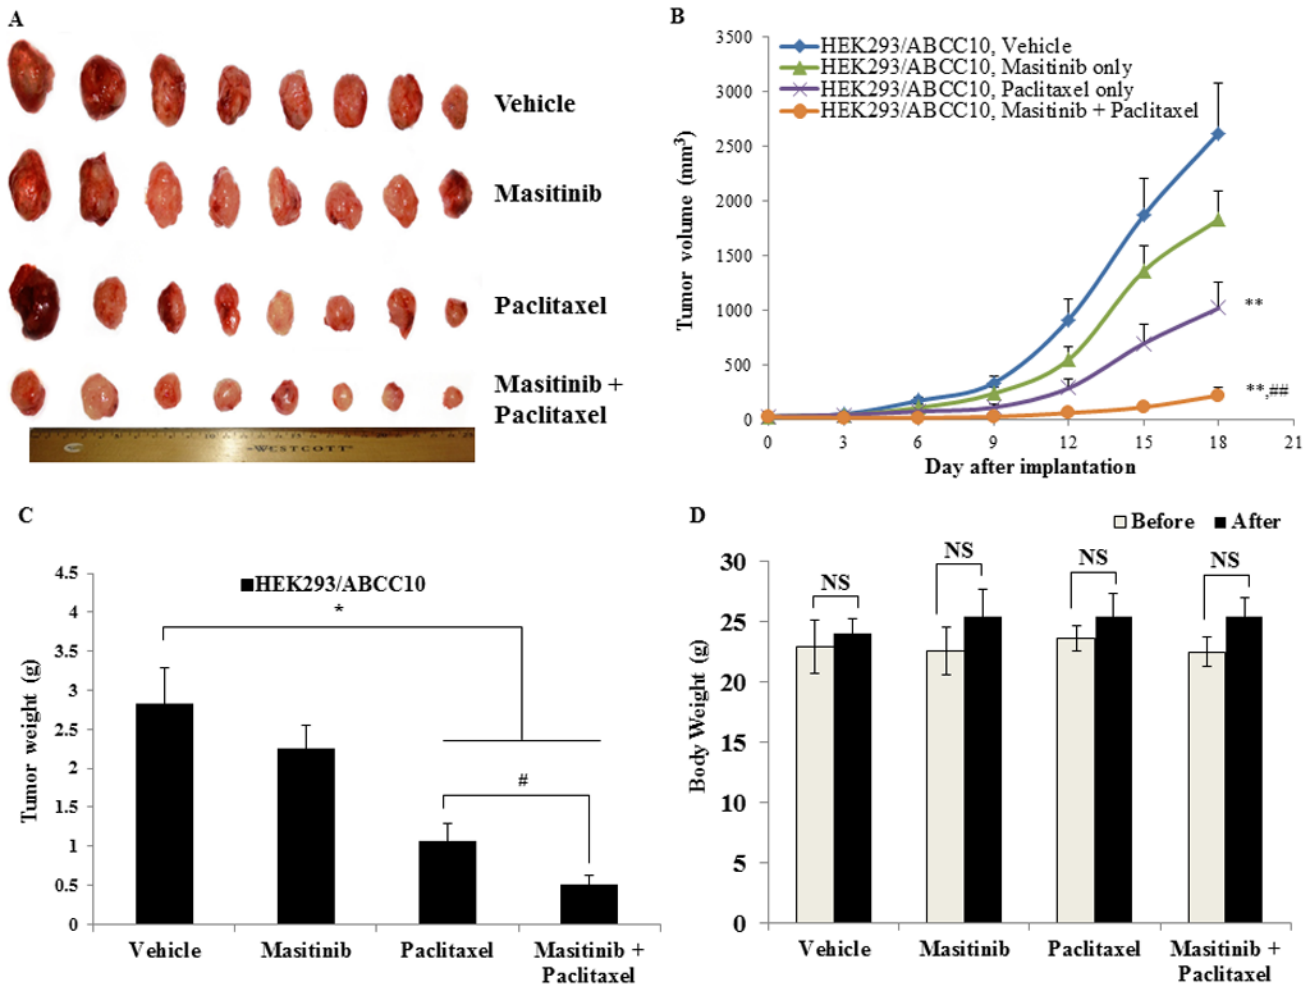 A
Vehicle
Masitinib
Paclitaxel
Masitinib +
Paclitaxel
WESTCOTT
B
HEK293/ABCC10, Vehicle
HEK293/ABCC10, Masitinib only
HEK293/ABCC10, Paclitaxel only
HEK293/ABCC10, Masitinib + Paclitaxel
Tumor volume (mm³)
3500
3000
2500
2000
1500
1000
500
0
**
**,##
0 3 6 9 12 15 18 21
Day after implantation
C
HEK293/ABCC10
*
#
Tumor weight (g)
4.5
4
3.5
3
2.5
2
1.5
1
0.5
0
Vehicle Masitinib Paclitaxel Masitinib +
Paclitaxel
D
Before After
NS NS NS NS
Body Weight (g)
30
25
20
15
10
5
0
Vehicle Masitinib Paclitaxel Masitinib +
Paclitaxel